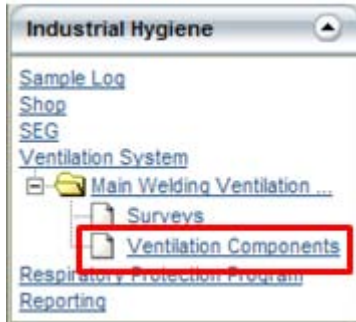 Industrial Hygiene
Sample Log
Shop
SEG
Ventilation System
Main Welding Ventilation ...
Surveys
Ventilation Components
Respiratory Protection Program
Reporting